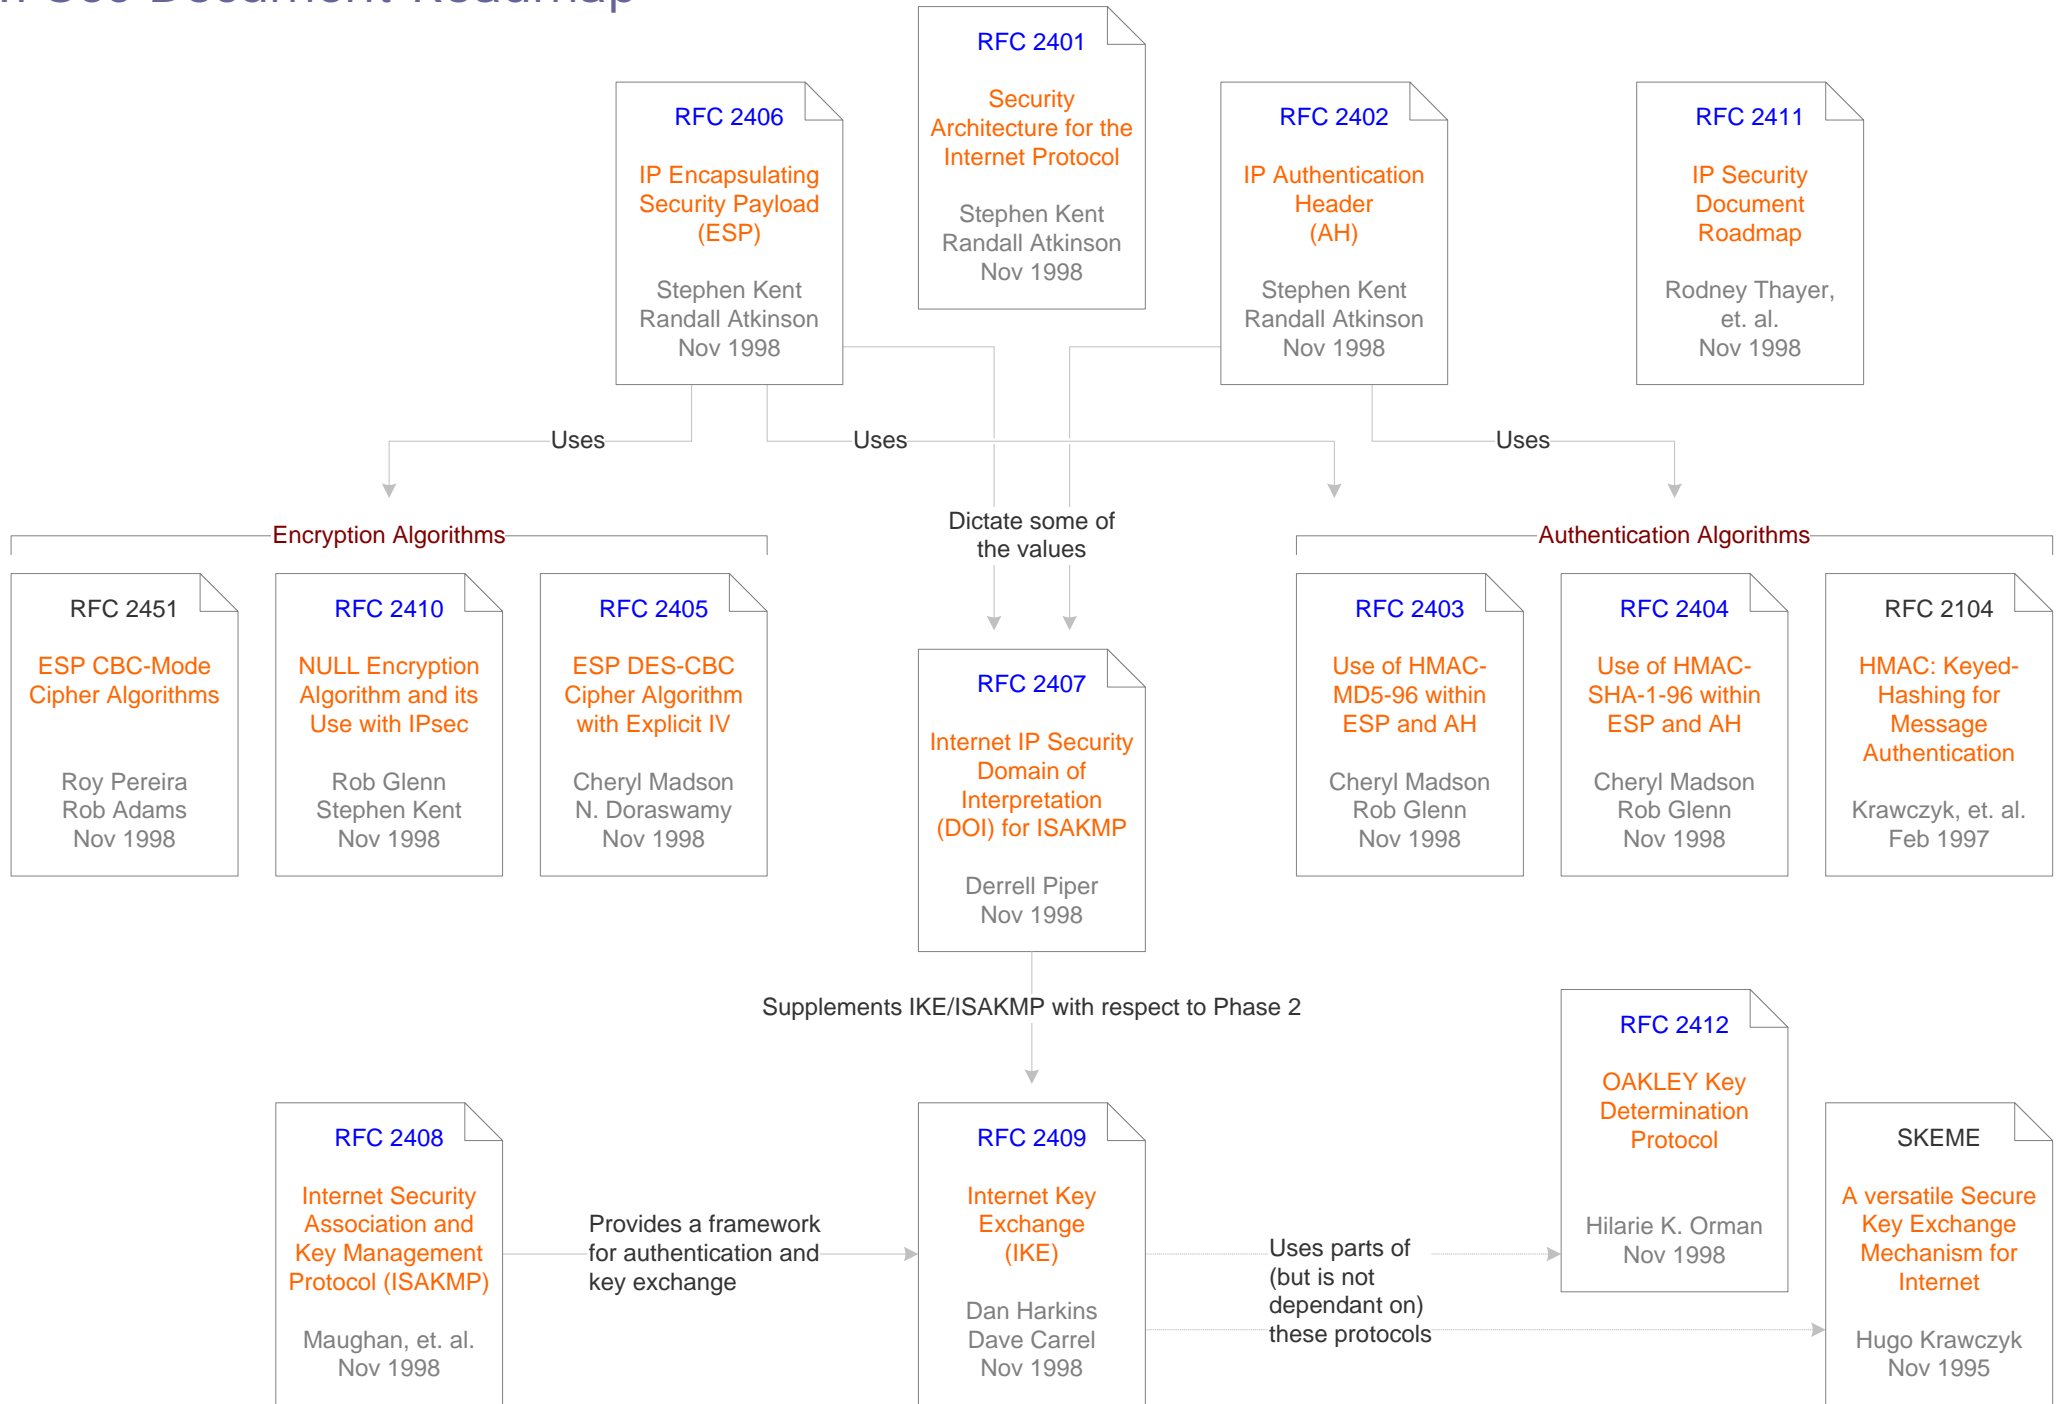 Document Roadmap
RFC 2401
Security
Architecture for the
Internet Protocol
Stephen Kent
Randall Atkinson
Nov 1998
RFC 2406
IP Encapsulating
Security Payload
(ESP)
Stephen Kent
Randall Atkinson
Nov 1998
RFC 2402
IP Authentication
Header
(AH)
Stephen Kent
Randall Atkinson
Nov 1998
RFC 2411
IP Security
Document
Roadmap
Rodney Thayer,
et. al.
Nov 1998
Uses
Uses
Uses
Dictate some of
the values
Encryption Algorithms
Authentication Algorithms
RFC 2451
ESP CBC-Mode
Cipher Algorithms
Roy Pereira
Rob Adams
Nov 1998
RFC 2410
NULL Encryption
Algorithm and its
Use with IPsec
Rob Glenn
Stephen Kent
Nov 1998
RFC 2405
ESP DES-CBC
Cipher Algorithm
with Explicit IV
Cheryl Madson
N. Doraswamy
Nov 1998
RFC 2407
Internet IP Security
Domain of
Interpretation
(DOI) for ISAKMP
Derrell Piper
Nov 1998
RFC 2403
Use of HMAC-
MD5-96 within
ESP and AH
Cheryl Madson
Rob Glenn
Nov 1998
RFC 2404
Use of HMAC-
SHA-1-96 within
ESP and AH
Cheryl Madson
Rob Glenn
Nov 1998
RFC 2104
HMAC: Keyed-
Hashing for
Message
Authentication
Krawczyk, et. al.
Feb 1997
Supplements IKE/ISAKMP with respect to Phase 2
RFC 2408
Internet Security
Association and
Key Management
Protocol (ISAKMP)
Maughan, et. al.
Nov 1998
Provides a framework
for authentication and
key exchange
RFC 2409
Internet Key
Exchange
(IKE)
Dan Harkins
Dave Carrel
Nov 1998
Uses parts of
(but is not
dependant on)
these protocols
RFC 2412
OAKLEY Key
Determination
Protocol
Hilarie K. Orman
Nov 1998
SKEME
A versatile Secure
Key Exchange
Mechanism for
Internet
Hugo Krawczyk
Nov 1995